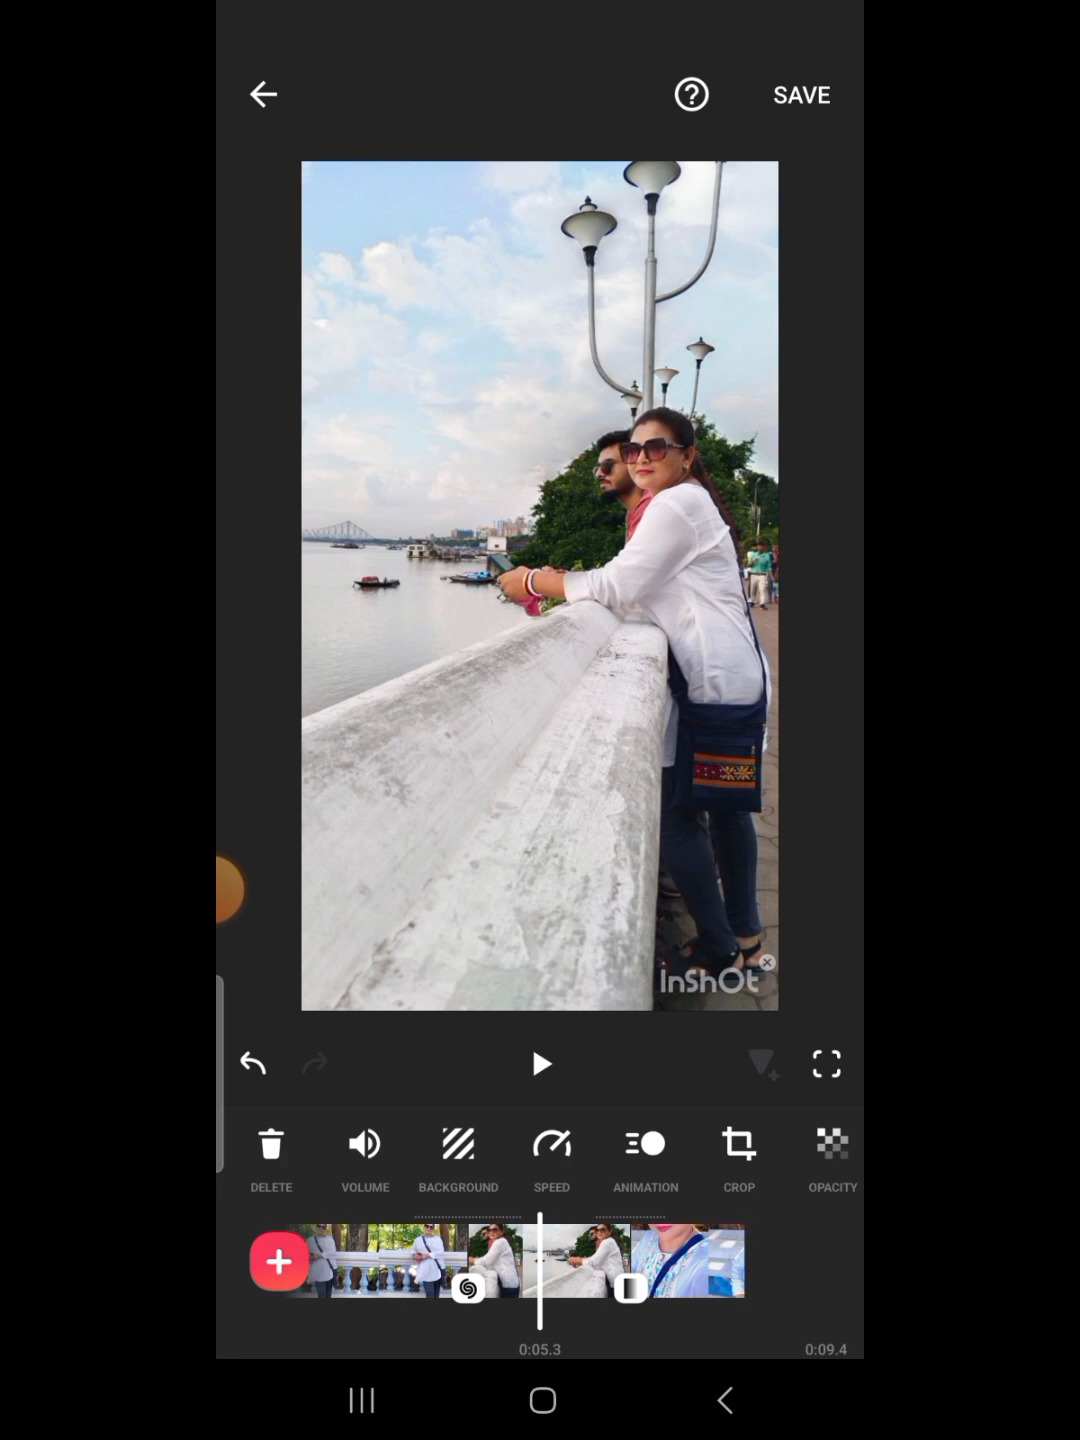 SAVE
InShOt
DELETE VOLUME BACKGROUND SPEED ANIMATION CROP OPACITY
0:05.3 0:09.4